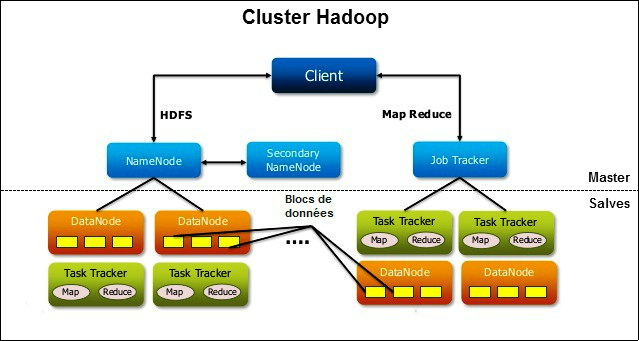 Cluster Hadoop
Client
HDFS
Map Reduce
NameNode
Secondary
NameNode
Job Tracker
Master
Salves
Blocs de
données
....
DataNode
DataNode
Task Tracker
Map
Reduce
Task Tracker
Map
Reduce
Task Tracker
Map
Reduce
Task Tracker
Map
Reduce
DataNode
DataNode